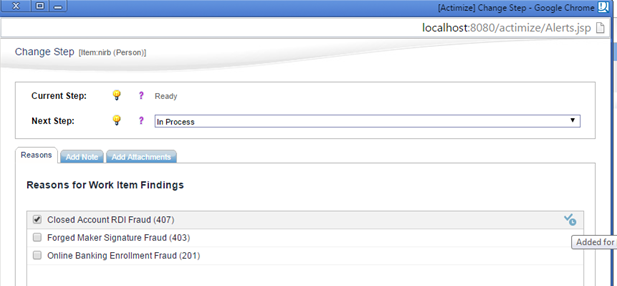 [Actimize] Change Step - Google Chrome
localhost:8080/actimize/Alerts.jsp
Change Step [Item:nirb (Person)]
Current Step: ? Ready
Next Step: ? In Process
Reasons Add Note Add Attachments
Reasons for Work Item Findings
Closed Account RDI Fraud (407)
Forged Maker Signature Fraud (403)
Added for
Online Banking Enrollment Fraud (201)